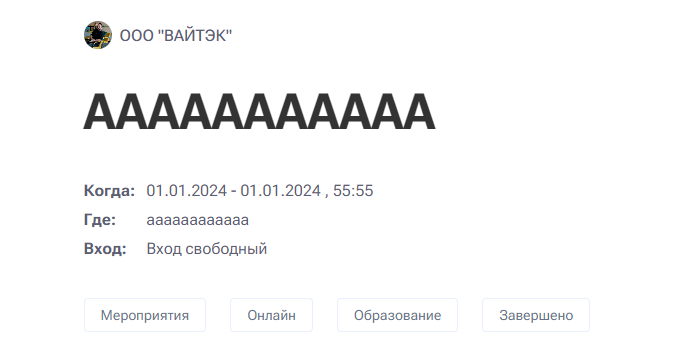 ООО "ВАЙТЭК"
АААААААААААА
Когда: 01.01.2024 - 01.01.2024 , 55:55
Где: аааааааааааа
Вход: Вход свободный
Мероприятия Онлайн Образование Завершено